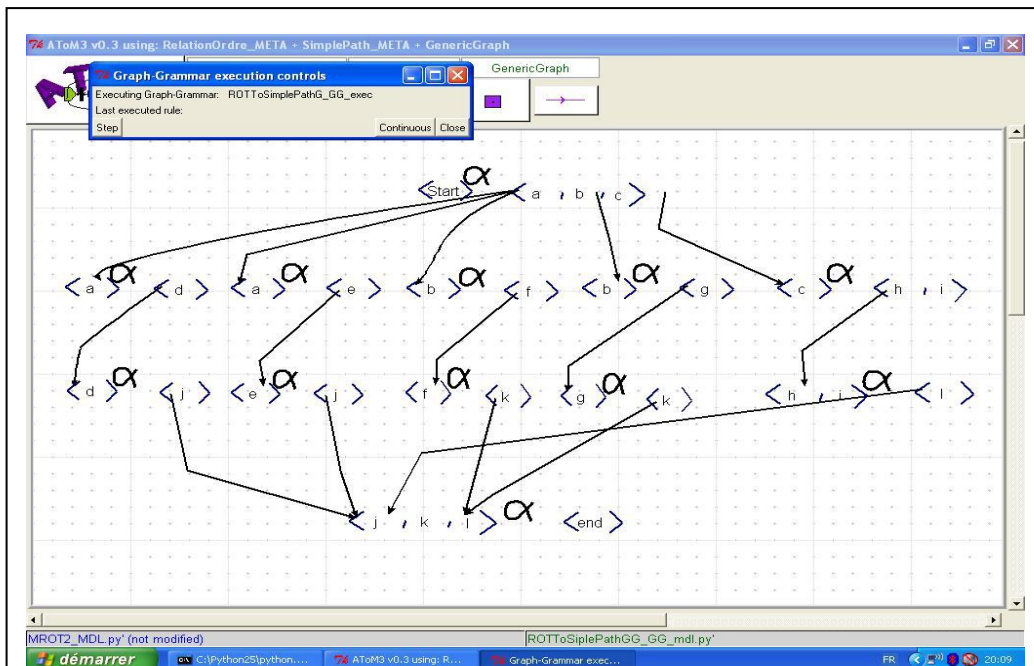 AToM3 v0.3 using: RelationOrdre_META + SimplePath_META + GenericGraph
Graph-Grammar execution controls
GenericGraph
Executing Graph-Grammar: ROTToSimplePathG_GG_exec
Last executed rule:
Step Continuous Close
<Start> α <a , b , c>
<a> α <d> <a> α <e> <b> α <f> <b> α <g> <c> α <h , i>
<d> α <j> <e> α <j> <f> α <k> <g> α <k> <h , i> α <l>
<j , k , l> α <end>
MROT2_MDL.py' (not modified) ROTToSiplePathGG_GG_mdl.py'
démarrer C:\Python25\python.... AToM3 v0.3 using: R... Graph-Grammar exec... FR 20:09